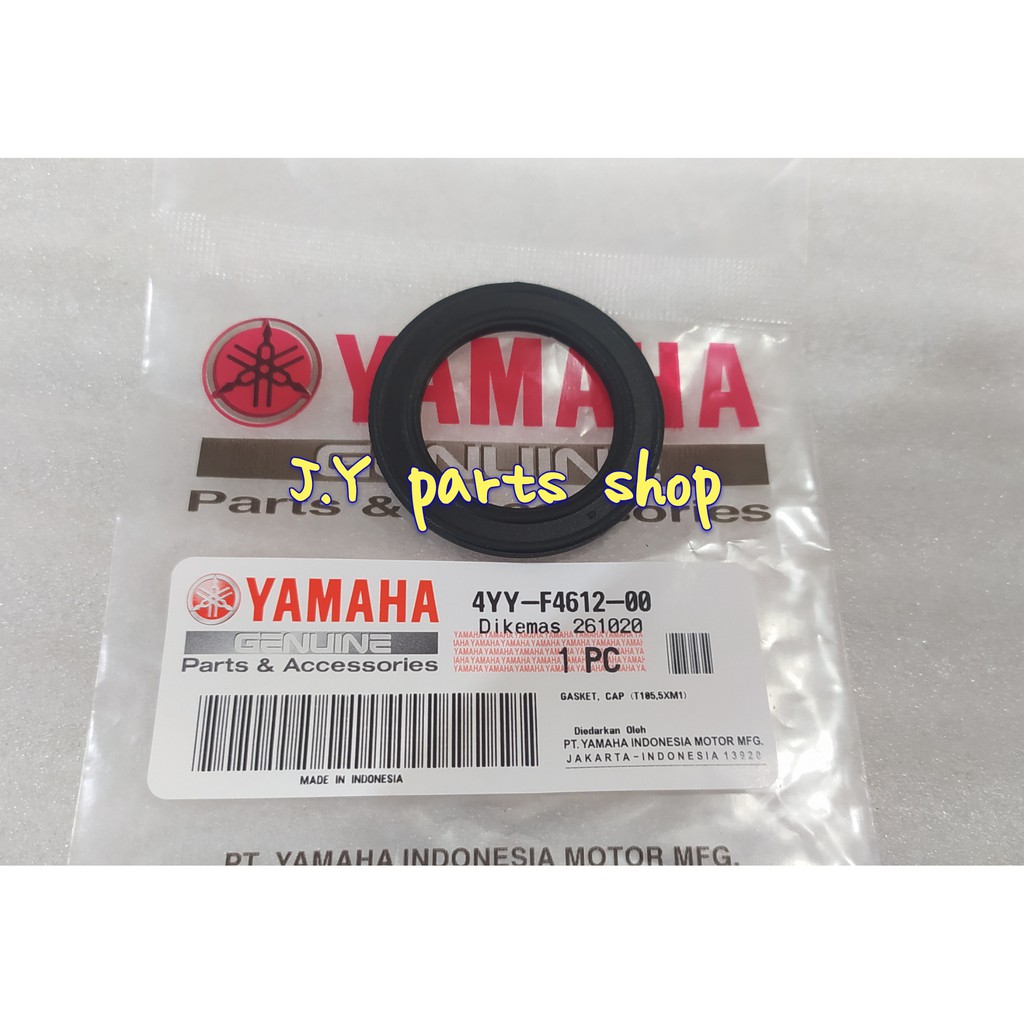 YAMAHA
GENUINE
Parts & Accessories
J.Y parts shop
YAMAHA
GENUINE
Parts & Accessories
4YY-F4612-00
Dikemas 261020
1 PC
GASKET, CAP (T105,5XM1)
Diedarkan Oleh
PT. YAMAHA INDONESIA MOTOR MFG.
JAKARTA-INDONESIA 13920
MADE IN INDONESIA
PT. YAMAHA INDONESIA MOTOR MFG.